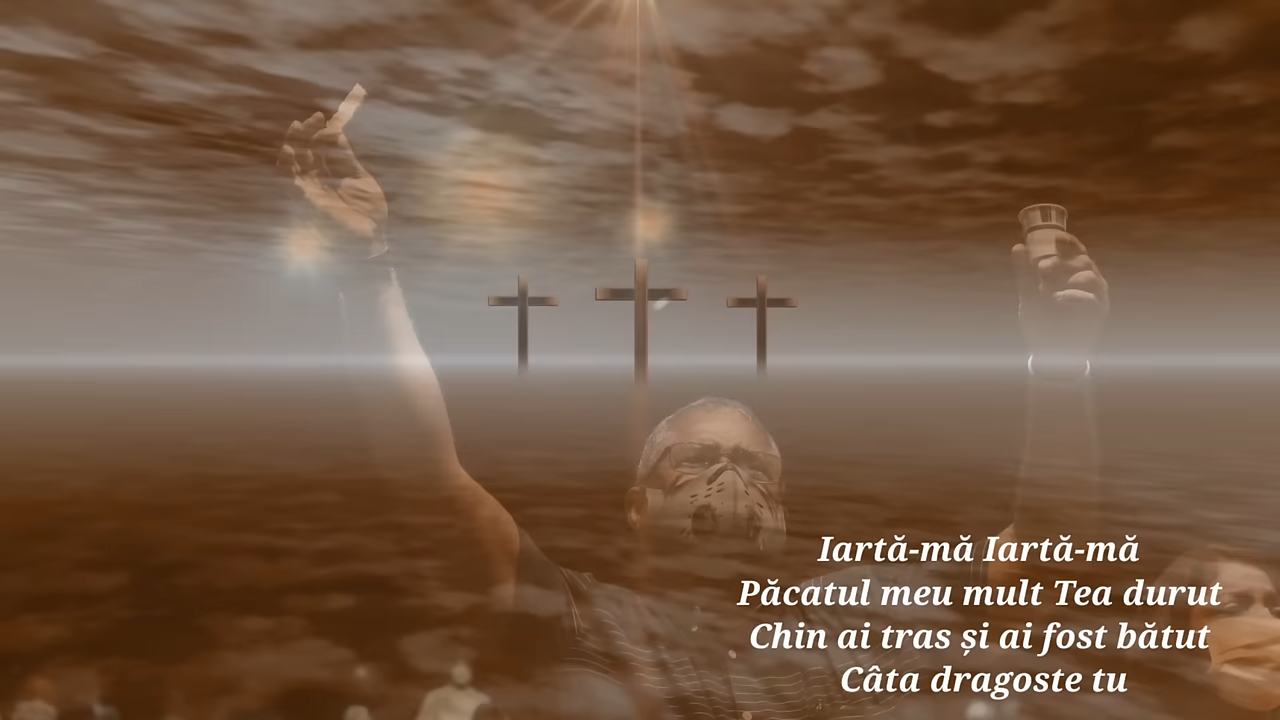 Iartă-mă Iartă-mă
Păcatul meu mult Tea durut
Chin ai tras și ai fost bătut
Câta dragoste tu